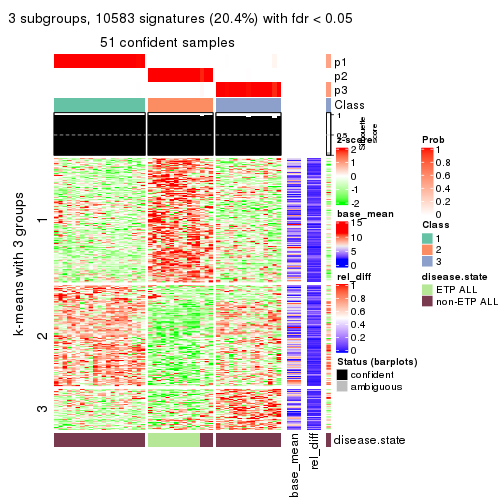 3 subgroups, 10583 signatures (20.4%) with fdr < 0.05
51 confident samples
p1
p2
p3
Class
1
0.5
Silhouette
score
k-means with 3 groups
1
2
3
base_mean
rel_diff
disease.state
z-score
2
1
0
-1
-2
base_mean
15
10
5
0
rel_diff
1
0.8
0.6
0.4
0.2
0
Status (barplots)
confident
ambiguous
Prob
1
0.8
0.6
0.4
0.2
0
Class
1
2
3
disease.state
ETP ALL
non-ETP ALL